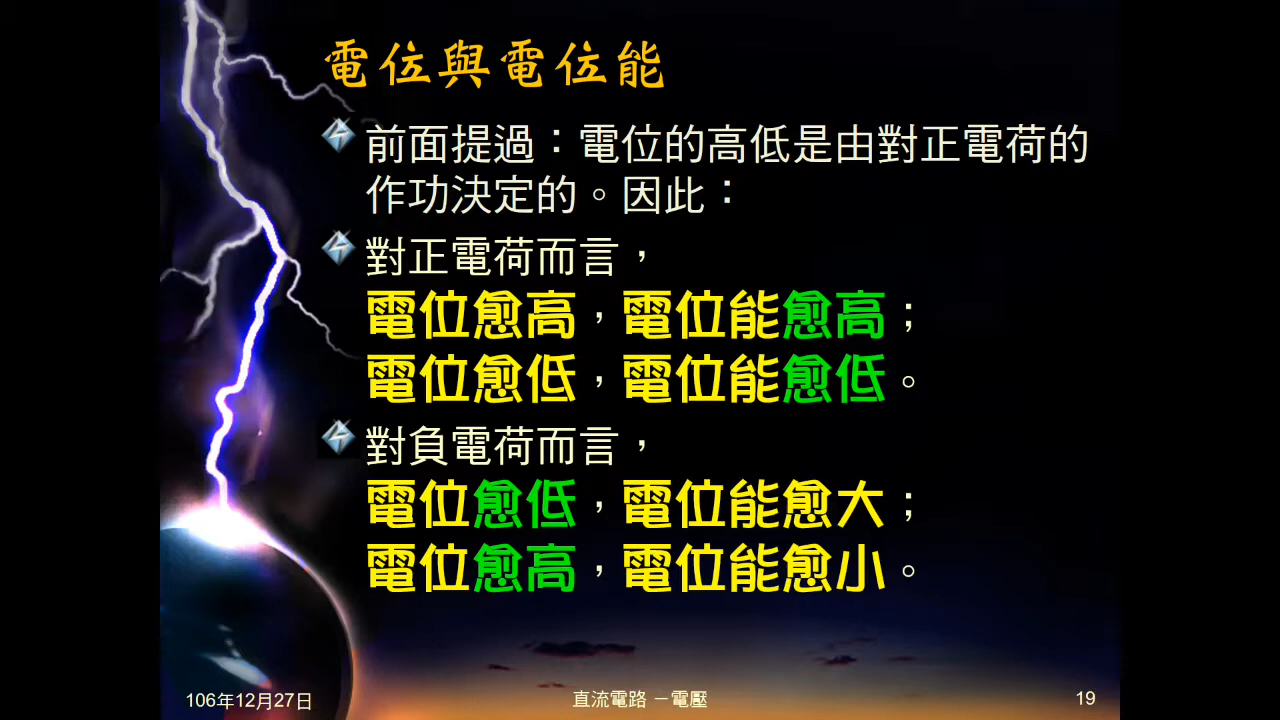 電位與電位能
前面提過：電位的高低是由對正電荷的
作功決定的。因此：
對正電荷而言，
電位愈高，電位能愈高；
電位愈低，電位能愈低。
對負電荷而言，
電位愈低，電位能愈大；
電位愈高，電位能愈小。
106年12月27日
直流電路 －電壓
19